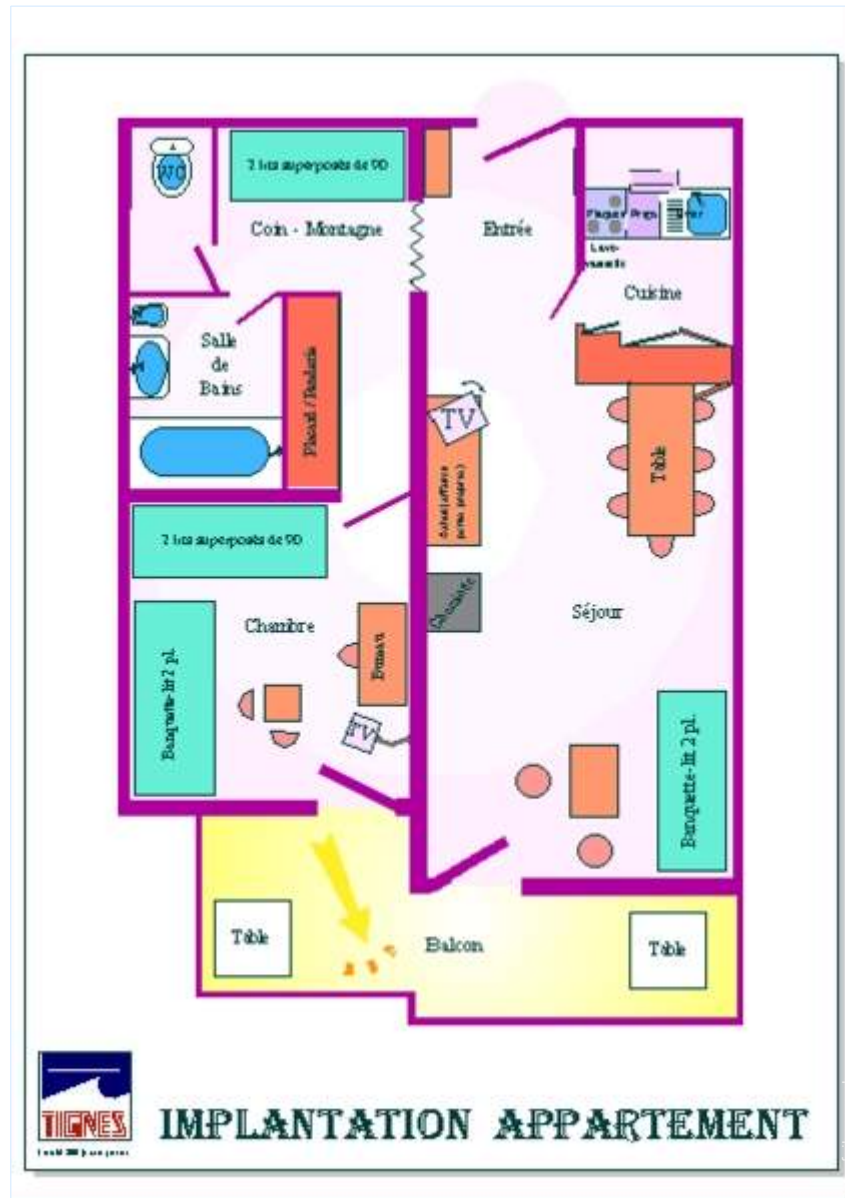 WC
2 lits superposés de 90
Coin - Montagne
Entrée
Plaques
Frigo
Evier
Lave-
vaisselle
Cuisine
Salle
de
Bains
Placard / Penderie
TV
Table
2 lits superposés de 90
Chambre
Bureau
Séjour
Banquette-lit 2 pl.
TV
Banquette-lit 2 pl.
Table
Balcon
Table
TIGNES
IMPLANTATION APPARTEMENT